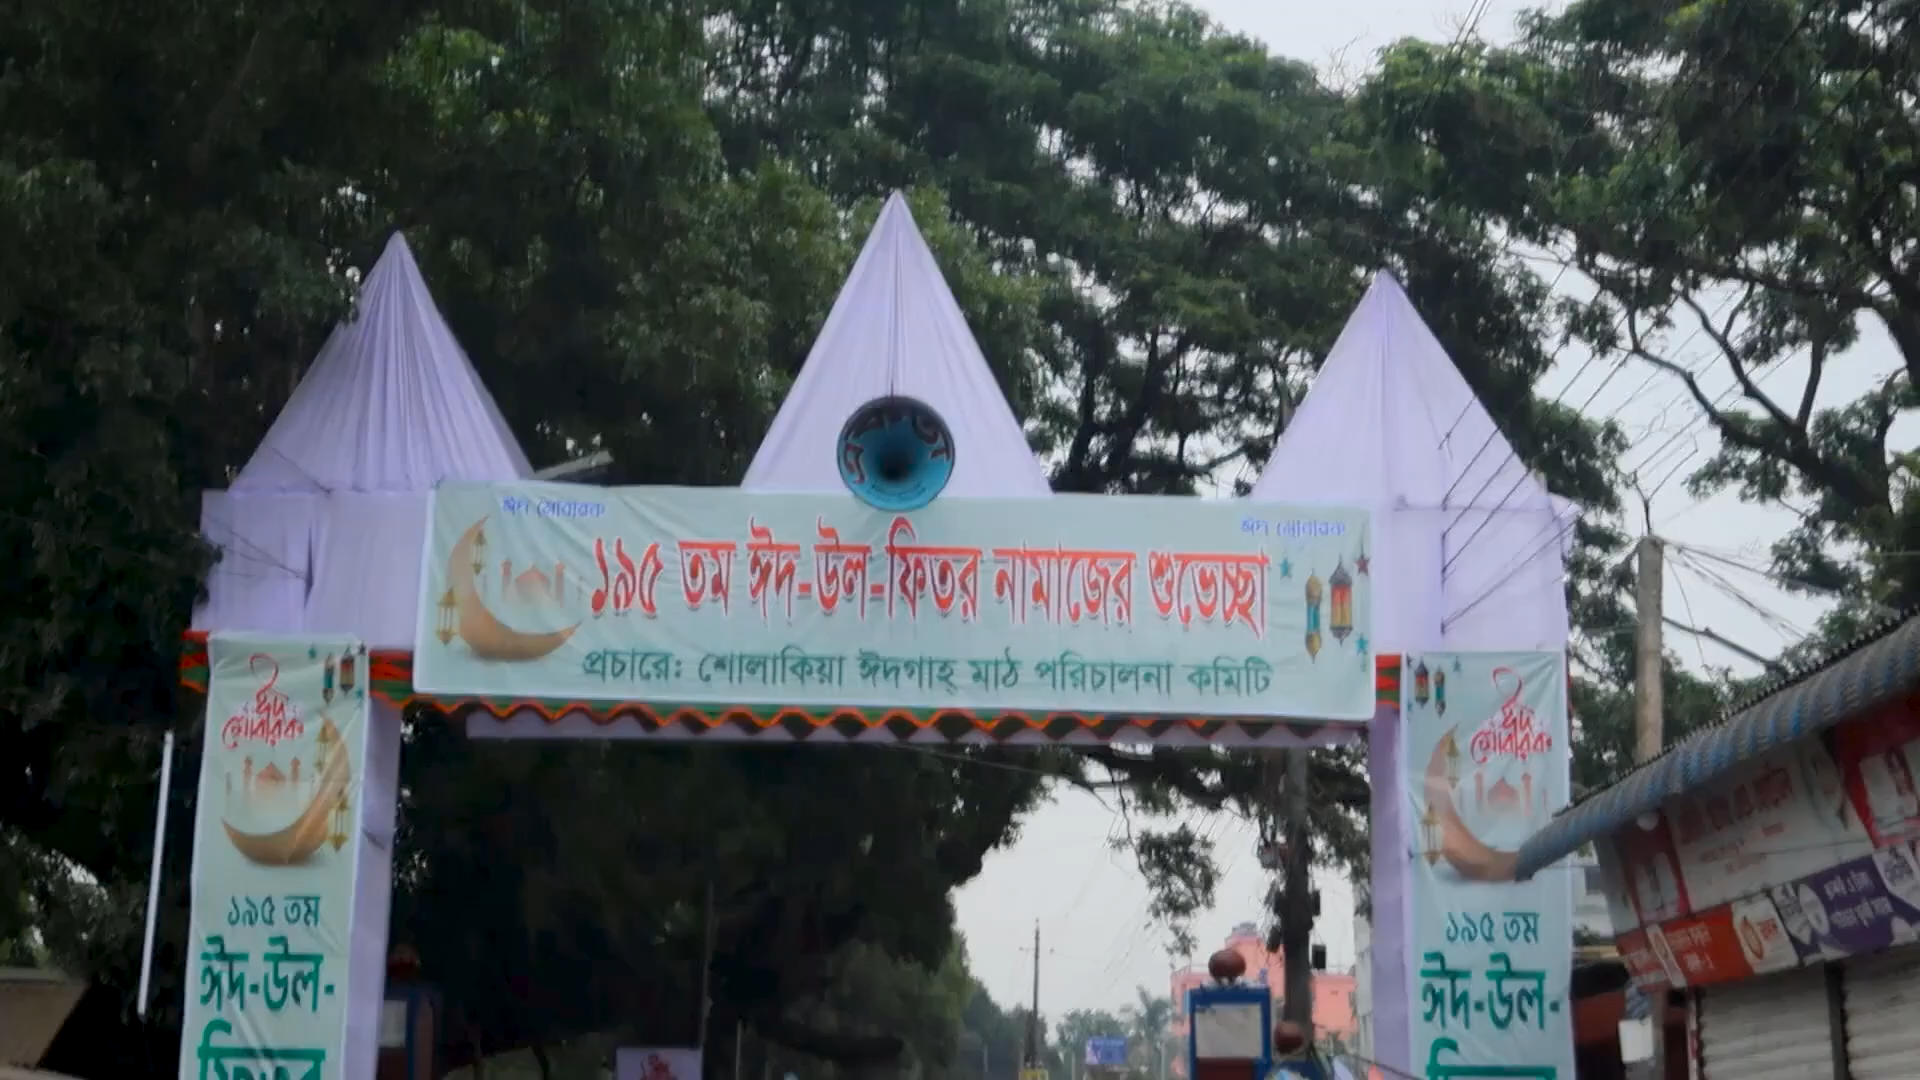 ঈদ মোবারক
ঈদ মোবারক
১৯৫ তম ঈদ-উল-ফিতর নামাজের শুভেচ্ছা
প্রচারে: শোলাকিয়া ঈদগাহ্ মাঠ পরিচালনা কমিটি
ঈদ
মোবারক
১৯৫ তম
ঈদ-উল-
ফিতর
ঈদ
মোবারক
১৯৫ তম
ঈদ-উল-